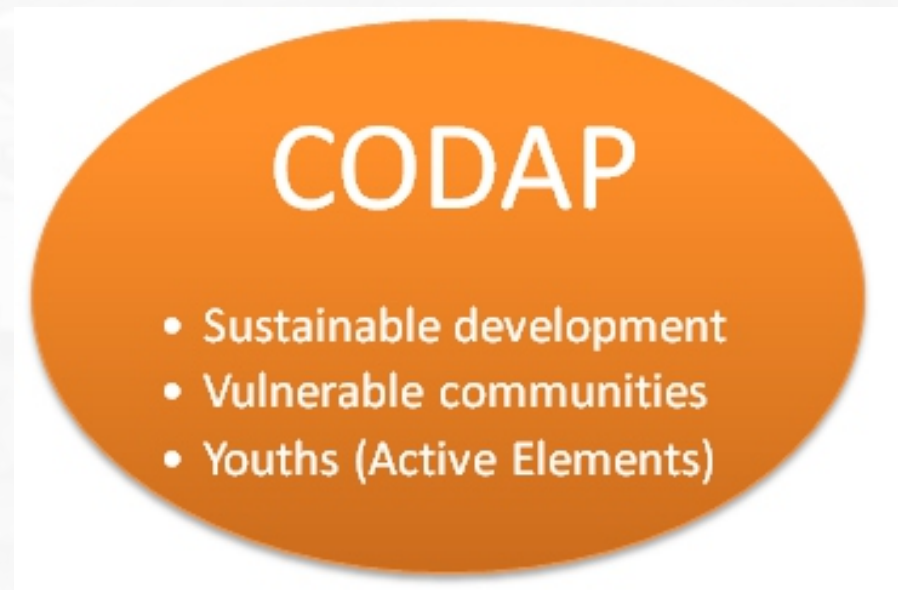 CODAP
• Sustainable development
• Vulnerable communities
• Youths (Active Elements)